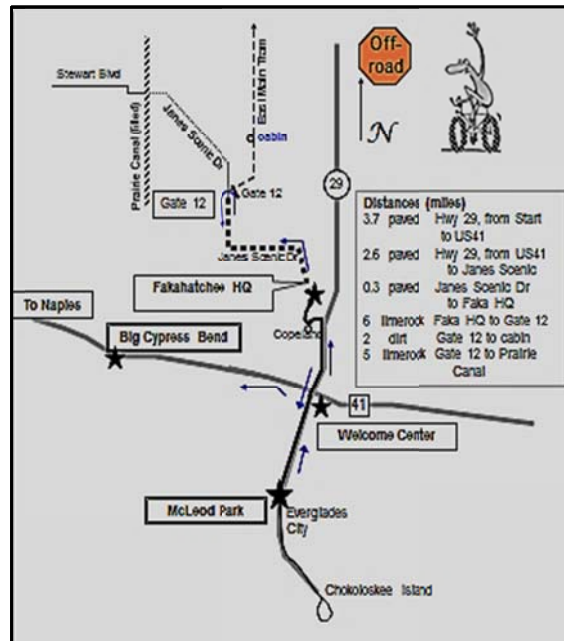 Off-
road
Stewart Blvd
Prairie Canal (filled)
Janes Scenic Dr
East Main Tram
cabin
N
29
Gate 12
Gate 12
Janes Scenic Dr
Fakahatchee HQ
Copeland
Distances (miles)
3.7 paved Hwy 29, from Start
to US41
2.6 paved Hwy 29, from US41
to Janes Scenic
0.3 paved Janes Scenic Dr
to Faka HQ
6 limerock Faka HQ to Gate 12
2 dirt Gate 12 to cabin
5 limerock Gate 12 to Prairie
Canal
To Naples
Big Cypress Bend
41
Welcome Center
McLeod Park
Everglades
City
Chokoloskee Island